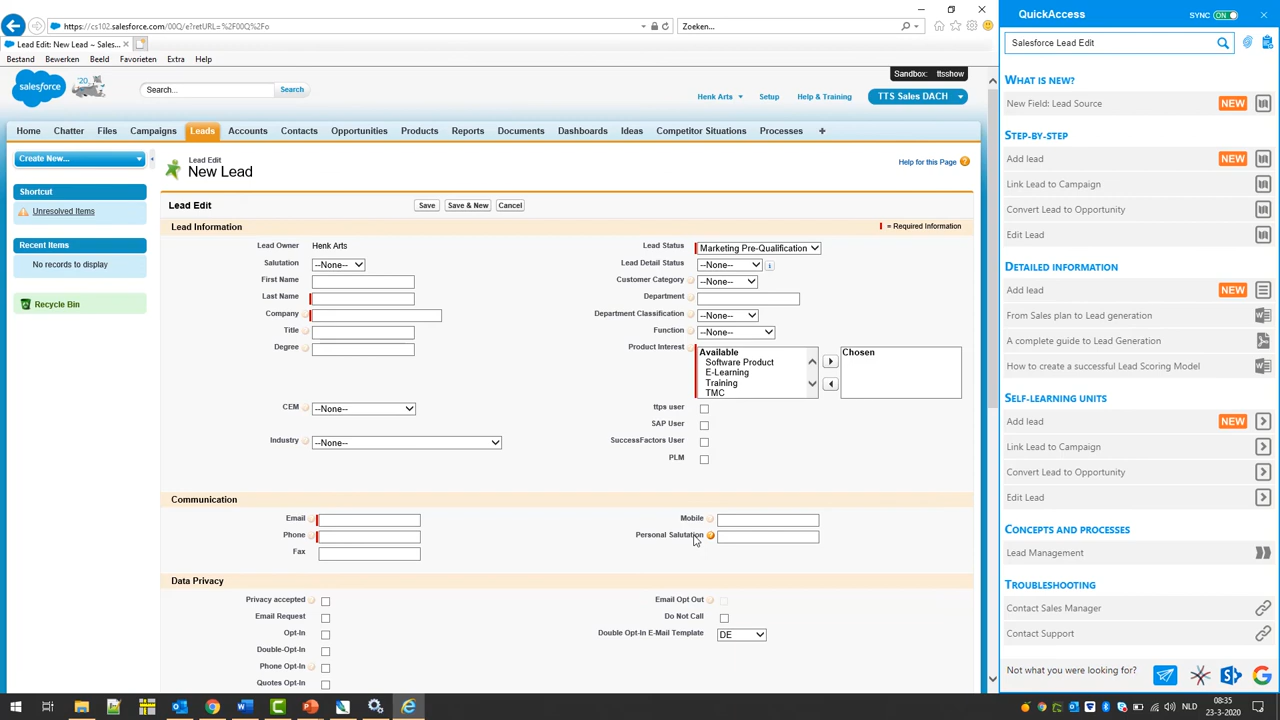 https://cs102.salesforce.com/00Q/e?retURL=%2F00Q%2Fo
Zoeken...
Lead Edit: New Lead ~ Sales...
Bestand Bewerken Beeld Favorieten Extra Help
salesforce
'20
Search...
Search
Sandbox: ttsshow
Henk Arts Setup Help & Training TTS Sales DACH
Home Chatter Files Campaigns Leads Accounts Contacts Opportunities Products Reports Documents Dashboards Ideas Competitor Situations Processes +
Create New...
Shortcut
Unresolved Items
Recent Items
No records to display
Recycle Bin
Lead Edit
New Lead
Help for this Page
Lead Edit
Save
Save & New
Cancel
Lead Information
= Required Information
Lead Owner Henk Arts
Salutation --None--
First Name
Last Name
Company
Title
Degree
CEM --None--
Industry --None--
Lead Status Marketing Pre-Qualification
Lead Detail Status --None--
Customer Category --None--
Department
Department Classification --None--
Function --None--
Product Interest
Available
Software Product
E-Learning
Training
TMC
Chosen
ttps user
SAP User
SuccessFactors User
PLM
Communication
Email
Phone
Fax
Mobile
Personal Salutation
Data Privacy
Privacy accepted
Email Request
Opt-In
Double-Opt-In
Phone Opt-In
Quotes Opt-In
Email Opt Out
Do Not Call
Double Opt-In E-Mail Template DE
QuickAccess
SYNC ON
Salesforce Lead Edit
WHAT IS NEW?
New Field: Lead Source NEW
STEP-BY-STEP
Add lead NEW
Link Lead to Campaign
Convert Lead to Opportunity
Edit Lead
DETAILED INFORMATION
Add lead NEW
From Sales plan to Lead generation
A complete guide to Lead Generation
How to create a successful Lead Scoring Model
SELF-LEARNING UNITS
Add lead NEW
Link Lead to Campaign
Convert Lead to Opportunity
Edit Lead
CONCEPTS AND PROCESSES
Lead Management
TROUBLESHOOTING
Contact Sales Manager
Contact Support
Not what you were looking for?
NLD
08:35
23-3-2020